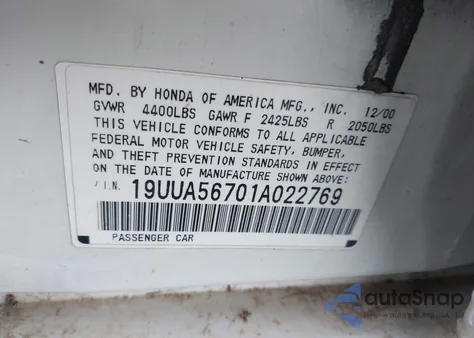 MFD. BY HONDA OF AMERICA MFG., INC. 12/00
GVWR 4400LBS GAWR F 2425LBS R 2050LBS
THIS VEHICLE CONFORMS TO ALL APPLICABLE
FEDERAL MOTOR VEHICLE SAFETY, BUMPER,
AND THEFT PREVENTION STANDARDS IN EFFECT
ON THE DATE OF MANUFACTURE SHOWN ABOVE.
V.I.N. 19UUA56701A022769
PASSENGER CAR
autoSnap